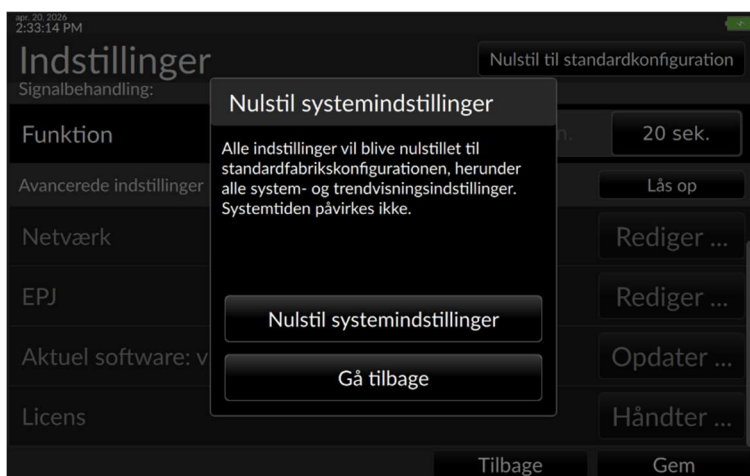 apr. 20, 2026
2:33:14 PM
Indstillinger
Nulstil til standardkonfiguration
Signalbehandling:
Nulstil systemindstillinger
Funktion
n.
20 sek.
Alle indstillinger vil blive nulstillet til
standardfabrikskonfigurationen, herunder
alle system- og trendvisningsindstillinger.
Systemtiden påvirkes ikke.
Avancerede indstillinger
Lås op
Netværk
Rediger ...
EPJ
Rediger ...
Nulstil systemindstillinger
Aktuel software: v
Opdater ...
Gå tilbage
Licens
Håndter ...
Tilbage
Gem